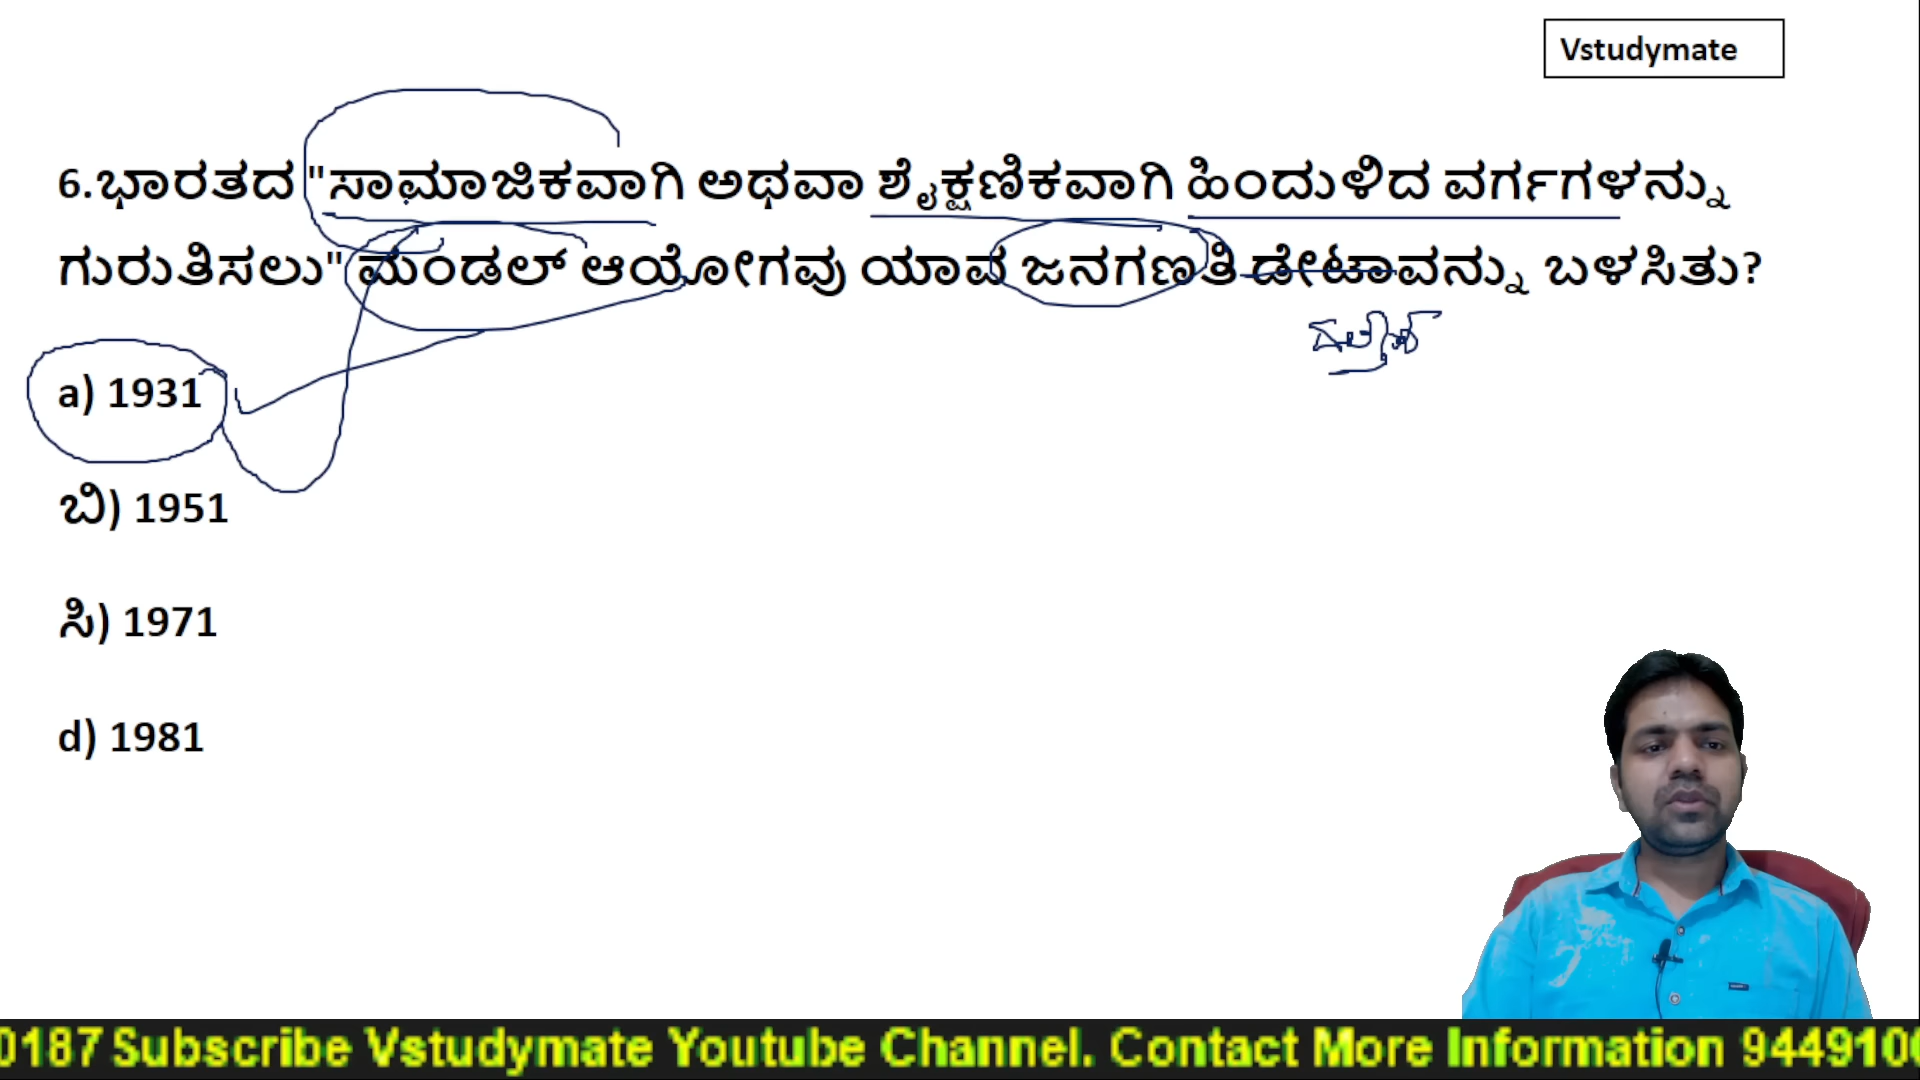 Vstudymate
6.ಭಾರತದ "ಸಾಮಾಜಿಕವಾಗಿ ಅಥವಾ ಶೈಕ್ಷಣಿಕವಾಗಿ ಹಿಂದುಳಿದ ವರ್ಗಗಳನ್ನು
ಗುರುತಿಸಲು" ಮಂಡಲ್ ಆಯೋಗವು ಯಾವ ಜನಗಣತಿ ಡೇಟಾವನ್ನು ಬಳಸಿತು?
a) 1931
ಬಿ) 1951
ಸಿ) 1971
d) 1981
0187 Subscribe Vstudymate Youtube Channel. Contact More Information 944910